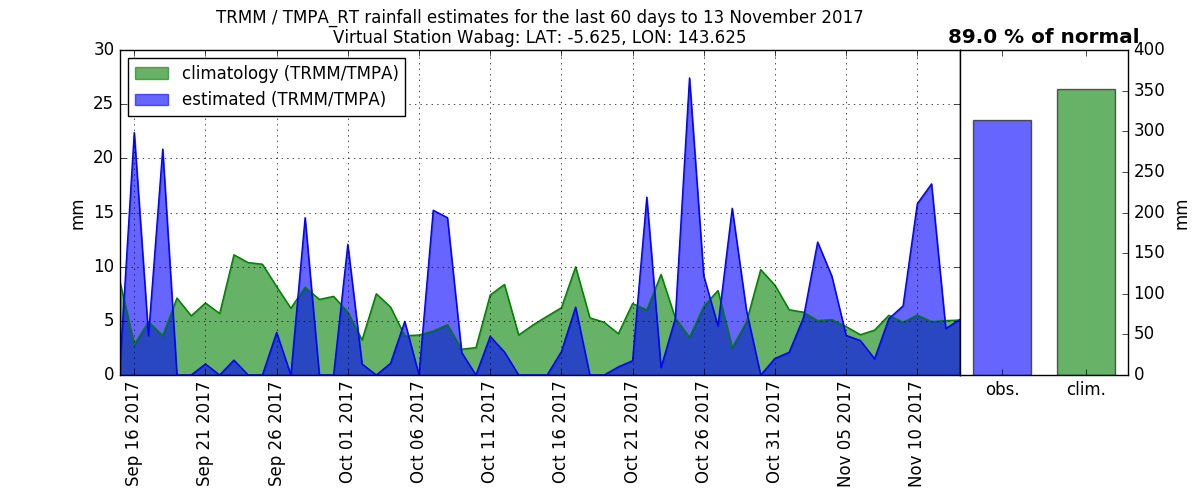 TRMM / TMPA_RT rainfall estimates for the last 60 days to 13 November 2017
Virtual Station Wabag: LAT: -5.625, LON: 143.625
89.0 % of normal
climatology (TRMM/TMPA)
estimated (TRMM/TMPA)
30
25
20
15
10
5
0
mm
Sep 16 2017
Sep 21 2017
Sep 26 2017
Oct 01 2017
Oct 06 2017
Oct 11 2017
Oct 16 2017
Oct 21 2017
Oct 26 2017
Oct 31 2017
Nov 05 2017
Nov 10 2017
obs.
clim.
400
350
300
250
200
150
100
50
0
mm